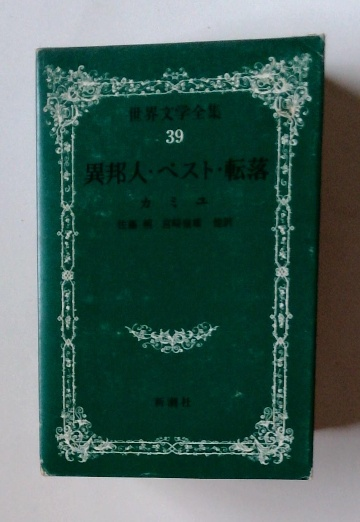 世界文学全集
39
異邦人・ペスト・転落
カミユ
新潮社